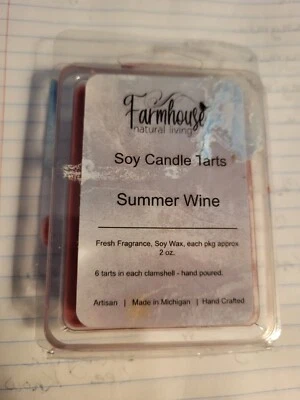 Farmhouse
natural living
Soy Candle Tarts
Summer Wine
Fresh Fragrance, Soy Wax, each pkg approx
2 oz.
6 tarts in each clamshell - hand poured.
Artisan | Made in Michigan | Hand Crafted